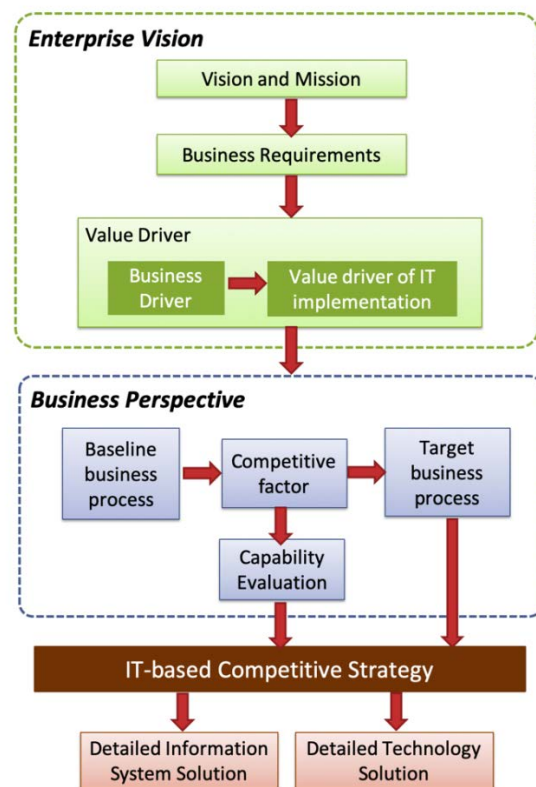 Enterprise Vision
Vision and Mission
Business Requirements
Value Driver
Business
Driver
Value driver of IT
implementation
Business Perspective
Baseline
business
process
Competitive
factor
Target
business
process
Capability
Evaluation
IT-based Competitive Strategy
Detailed Information
System Solution
Detailed Technology
Solution